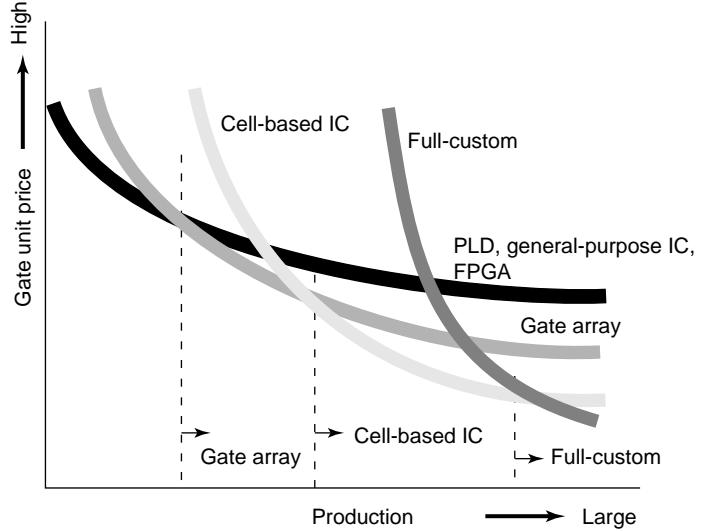 High
Gate unit price
Cell-based IC
Full-custom
PLD, general-purpose IC,
FPGA
Gate array
Cell-based IC
Gate array
Full-custom
Production
Large